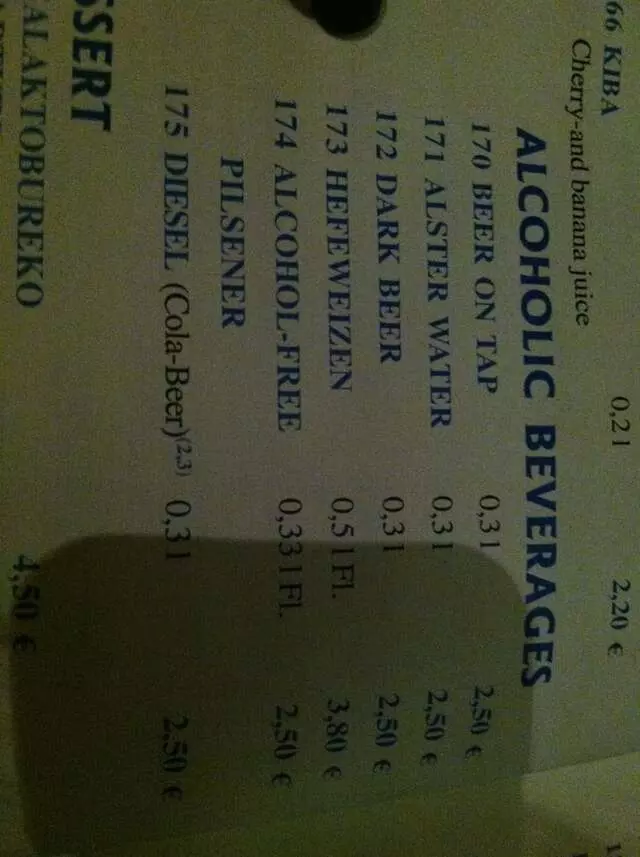 66 KIBA 0,2 l 2,20 €
Cherry-and banana juice
ALCOHOLIC BEVERAGES
170 BEER ON TAP 0,3 l 2,50 €
171 ALSTER WATER 0,3 l 2,50 €
172 DARK BEER 0,3 l 2,50 €
173 HEFEWEIZEN 0,5 l Fl. 3,80 €
174 ALCOHOL-FREE 0,33 l Fl. 2,50 €
PILSENER
175 DIESEL (Cola-Beer)(2,3) 0,3 l 2,50 €
SSERT
ALAKTOBUREKO 4,50 €